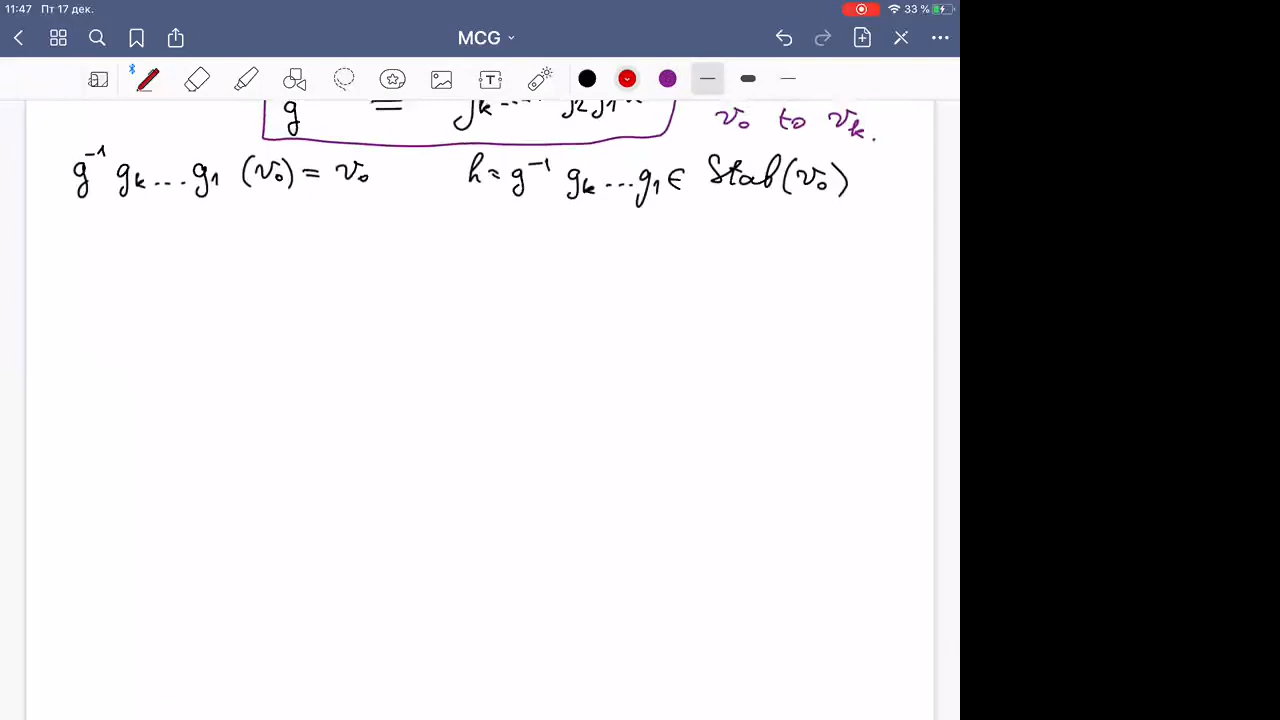 11:47 Пт 17 дек. 33 %
MCG
g
v₀ to vₖ.
g⁻¹ gₖ...g₁ (v₀) = v₀ h = g⁻¹ gₖ...g₁ ∈ Stab(v₀)